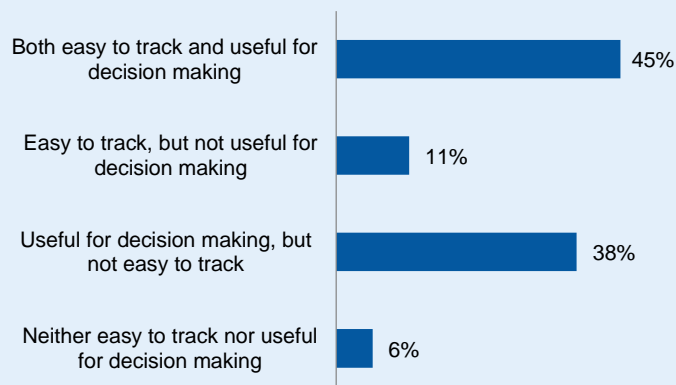 Both easy to track and useful for
decision making
45%
Easy to track, but not useful for
decision making
11%
Useful for decision making, but
not easy to track
38%
Neither easy to track nor useful
for decision making
6%